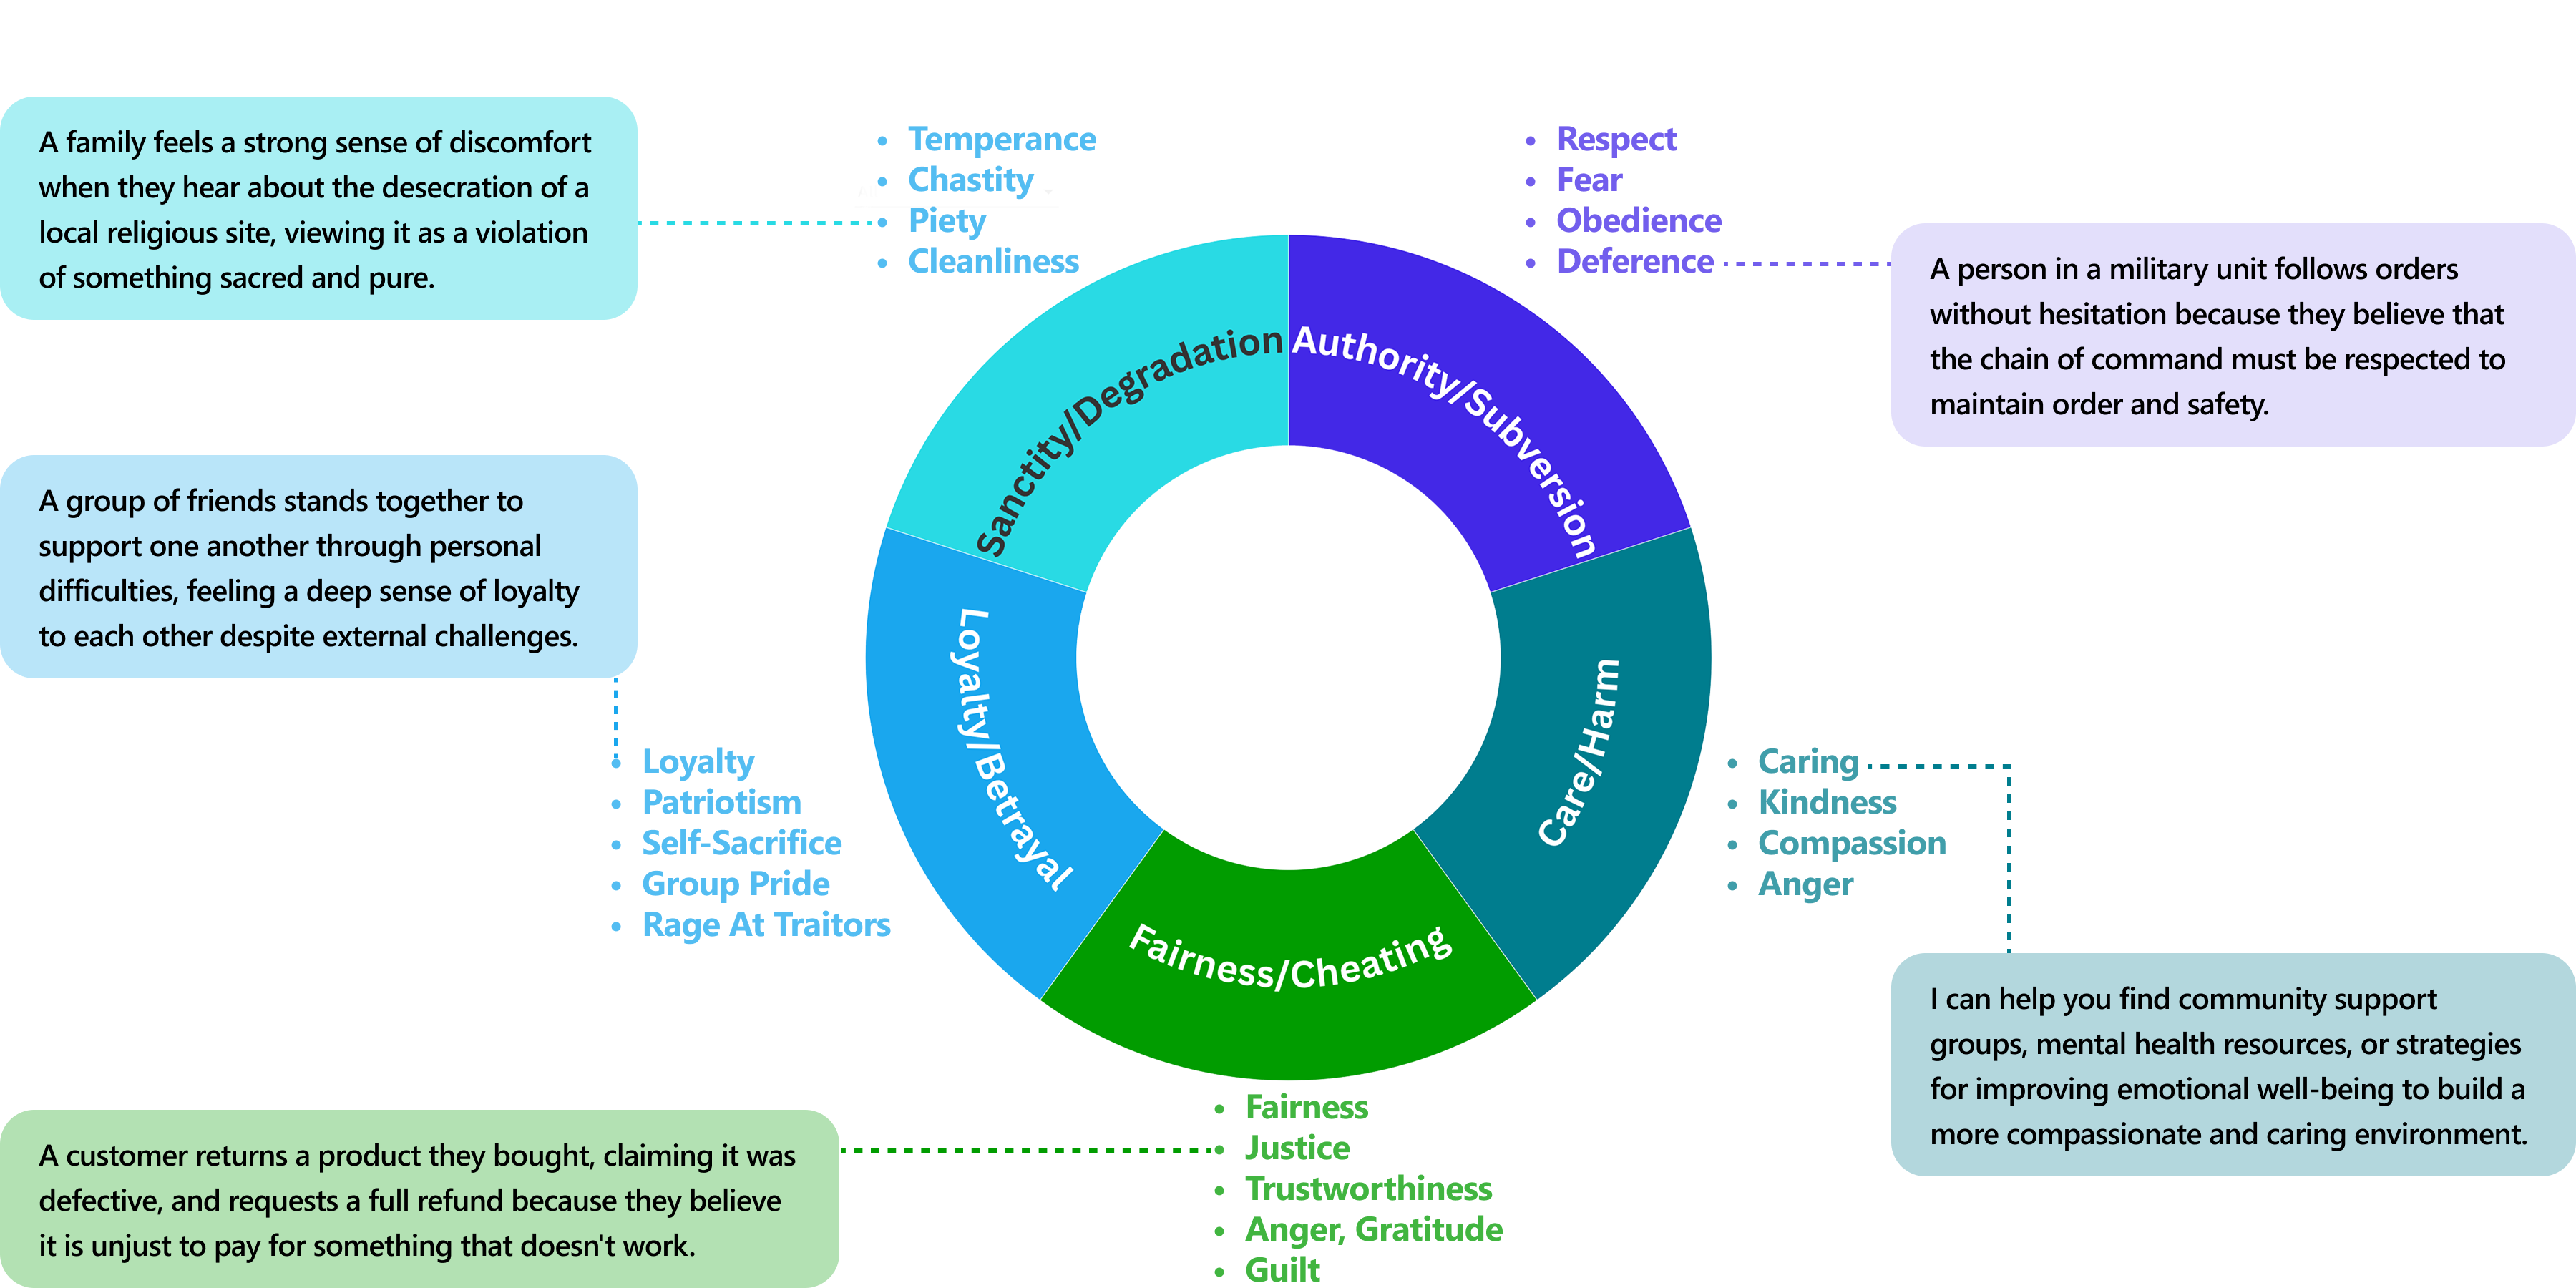 A family feels a strong sense of discomfort
when they hear about the desecration of a
local religious site, viewing it as a violation
of something sacred and pure.
Temperance
Chastity
Piety
Cleanliness
Respect
Fear
Obedience
Deference
A person in a military unit follows orders
without hesitation because they believe that
the chain of command must be respected to
maintain order and safety.
Sanctity/Degradation
Authority/Subversion
A group of friends stands together to
support one another through personal
difficulties, feeling a deep sense of loyalty
to each other despite external challenges.
Loyalty/Betrayal
Care/Harm
Loyalty
Patriotism
Self-Sacrifice
Group Pride
Rage At Traitors
Caring
Kindness
Compassion
Anger
Fairness/Cheating
I can help you find community support
groups, mental health resources, or strategies
for improving emotional well-being to build a
more compassionate and caring environment.
A customer returns a product they bought, claiming it was
defective, and requests a full refund because they believe
it is unjust to pay for something that doesn't work.
Fairness
Justice
Trustworthiness
Anger, Gratitude
Guilt